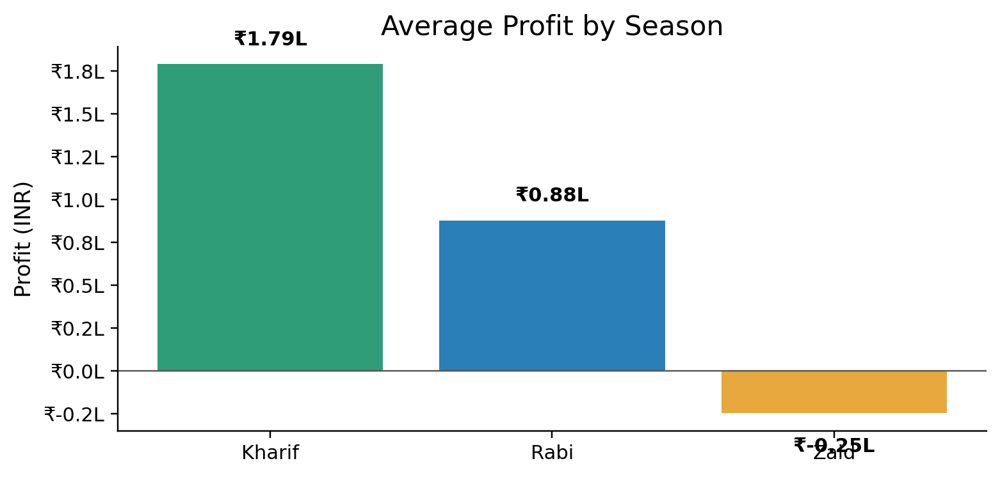 Average Profit by Season
₹1.79L
₹1.8L
₹1.5L
₹1.2L
₹1.0L
₹0.8L
₹0.5L
₹0.2L
₹0.0L
₹-0.2L
Profit (INR)
₹0.88L
₹-0.25L
Kharif
Rabi
Zaid